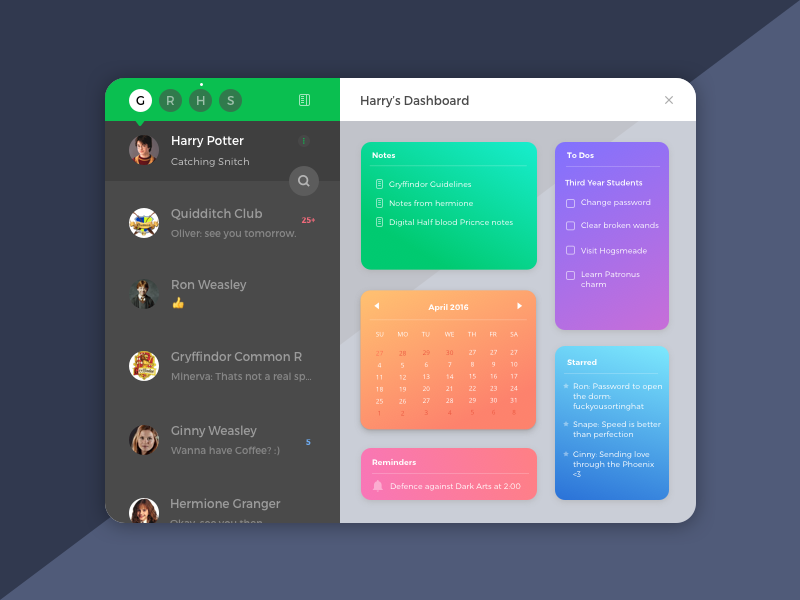 G R H S
Harry Potter
Catching Snitch
Quidditch Club
25+
Oliver: see you tomorrow.
Ron Weasley
Gryffindor Common R
Minerva: Thats not a real sp...
Ginny Weasley
5
Wanna have Coffee? ;)
Hermione Granger
Okay, see you then
Harry's Dashboard
Notes
Gryffindor Guidelines
Notes from hermione
Digital Half blood Pricnce notes
April 2016
SU MO TU WE TH FR SA
27 28 29 30 27 27 27
4 5 6 7 8 9 10
11 12 13 14 15 16 17
18 19 20 21 22 23 24
25 26 27 28 29 30 31
1 2 3 4 5 6
Reminders
Defence against Dark Arts at 2:00
To Dos
Third Year Students
Change password
Clear broken wands
Visit Hogsmeade
Learn Patronus
charm
Starred
Ron: Password to open
the dorm:
fuckyousortinghat
Snape: Speed is better
than perfection
Ginny: Sending love
through the Phoenix
<3